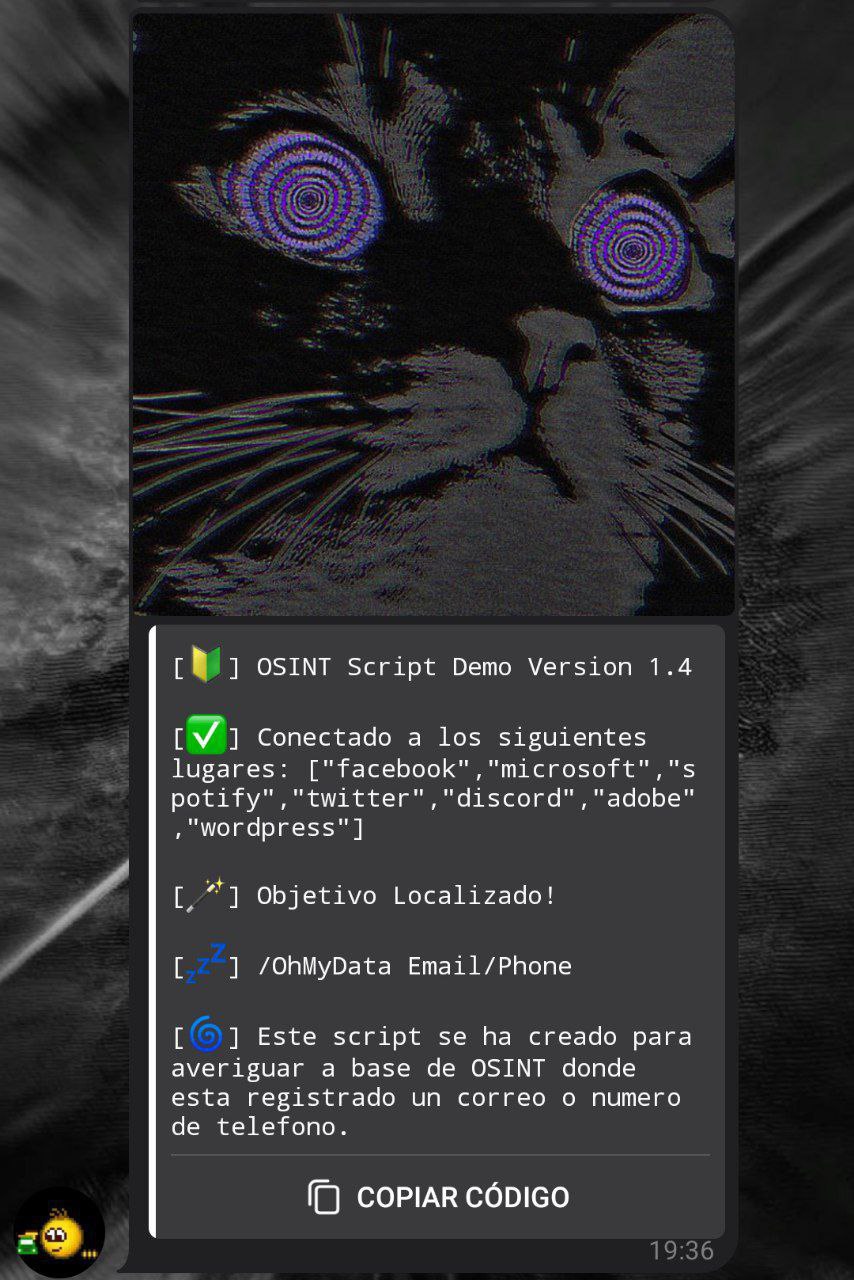 [🔰] OSINT Script Demo Version 1.4
[✅] Conectado a los siguientes
lugares: ["facebook","microsoft","s
potify","twitter","discord","adobe"
,"wordpress"]
[🪄] Objetivo Localizado!
[💤] /OhMyData Email/Phone
[🌀] Este script se ha creado para
averiguar a base de OSINT donde
esta registrado un correo o numero
de telefono.
COPIAR CÓDIGO
19:36